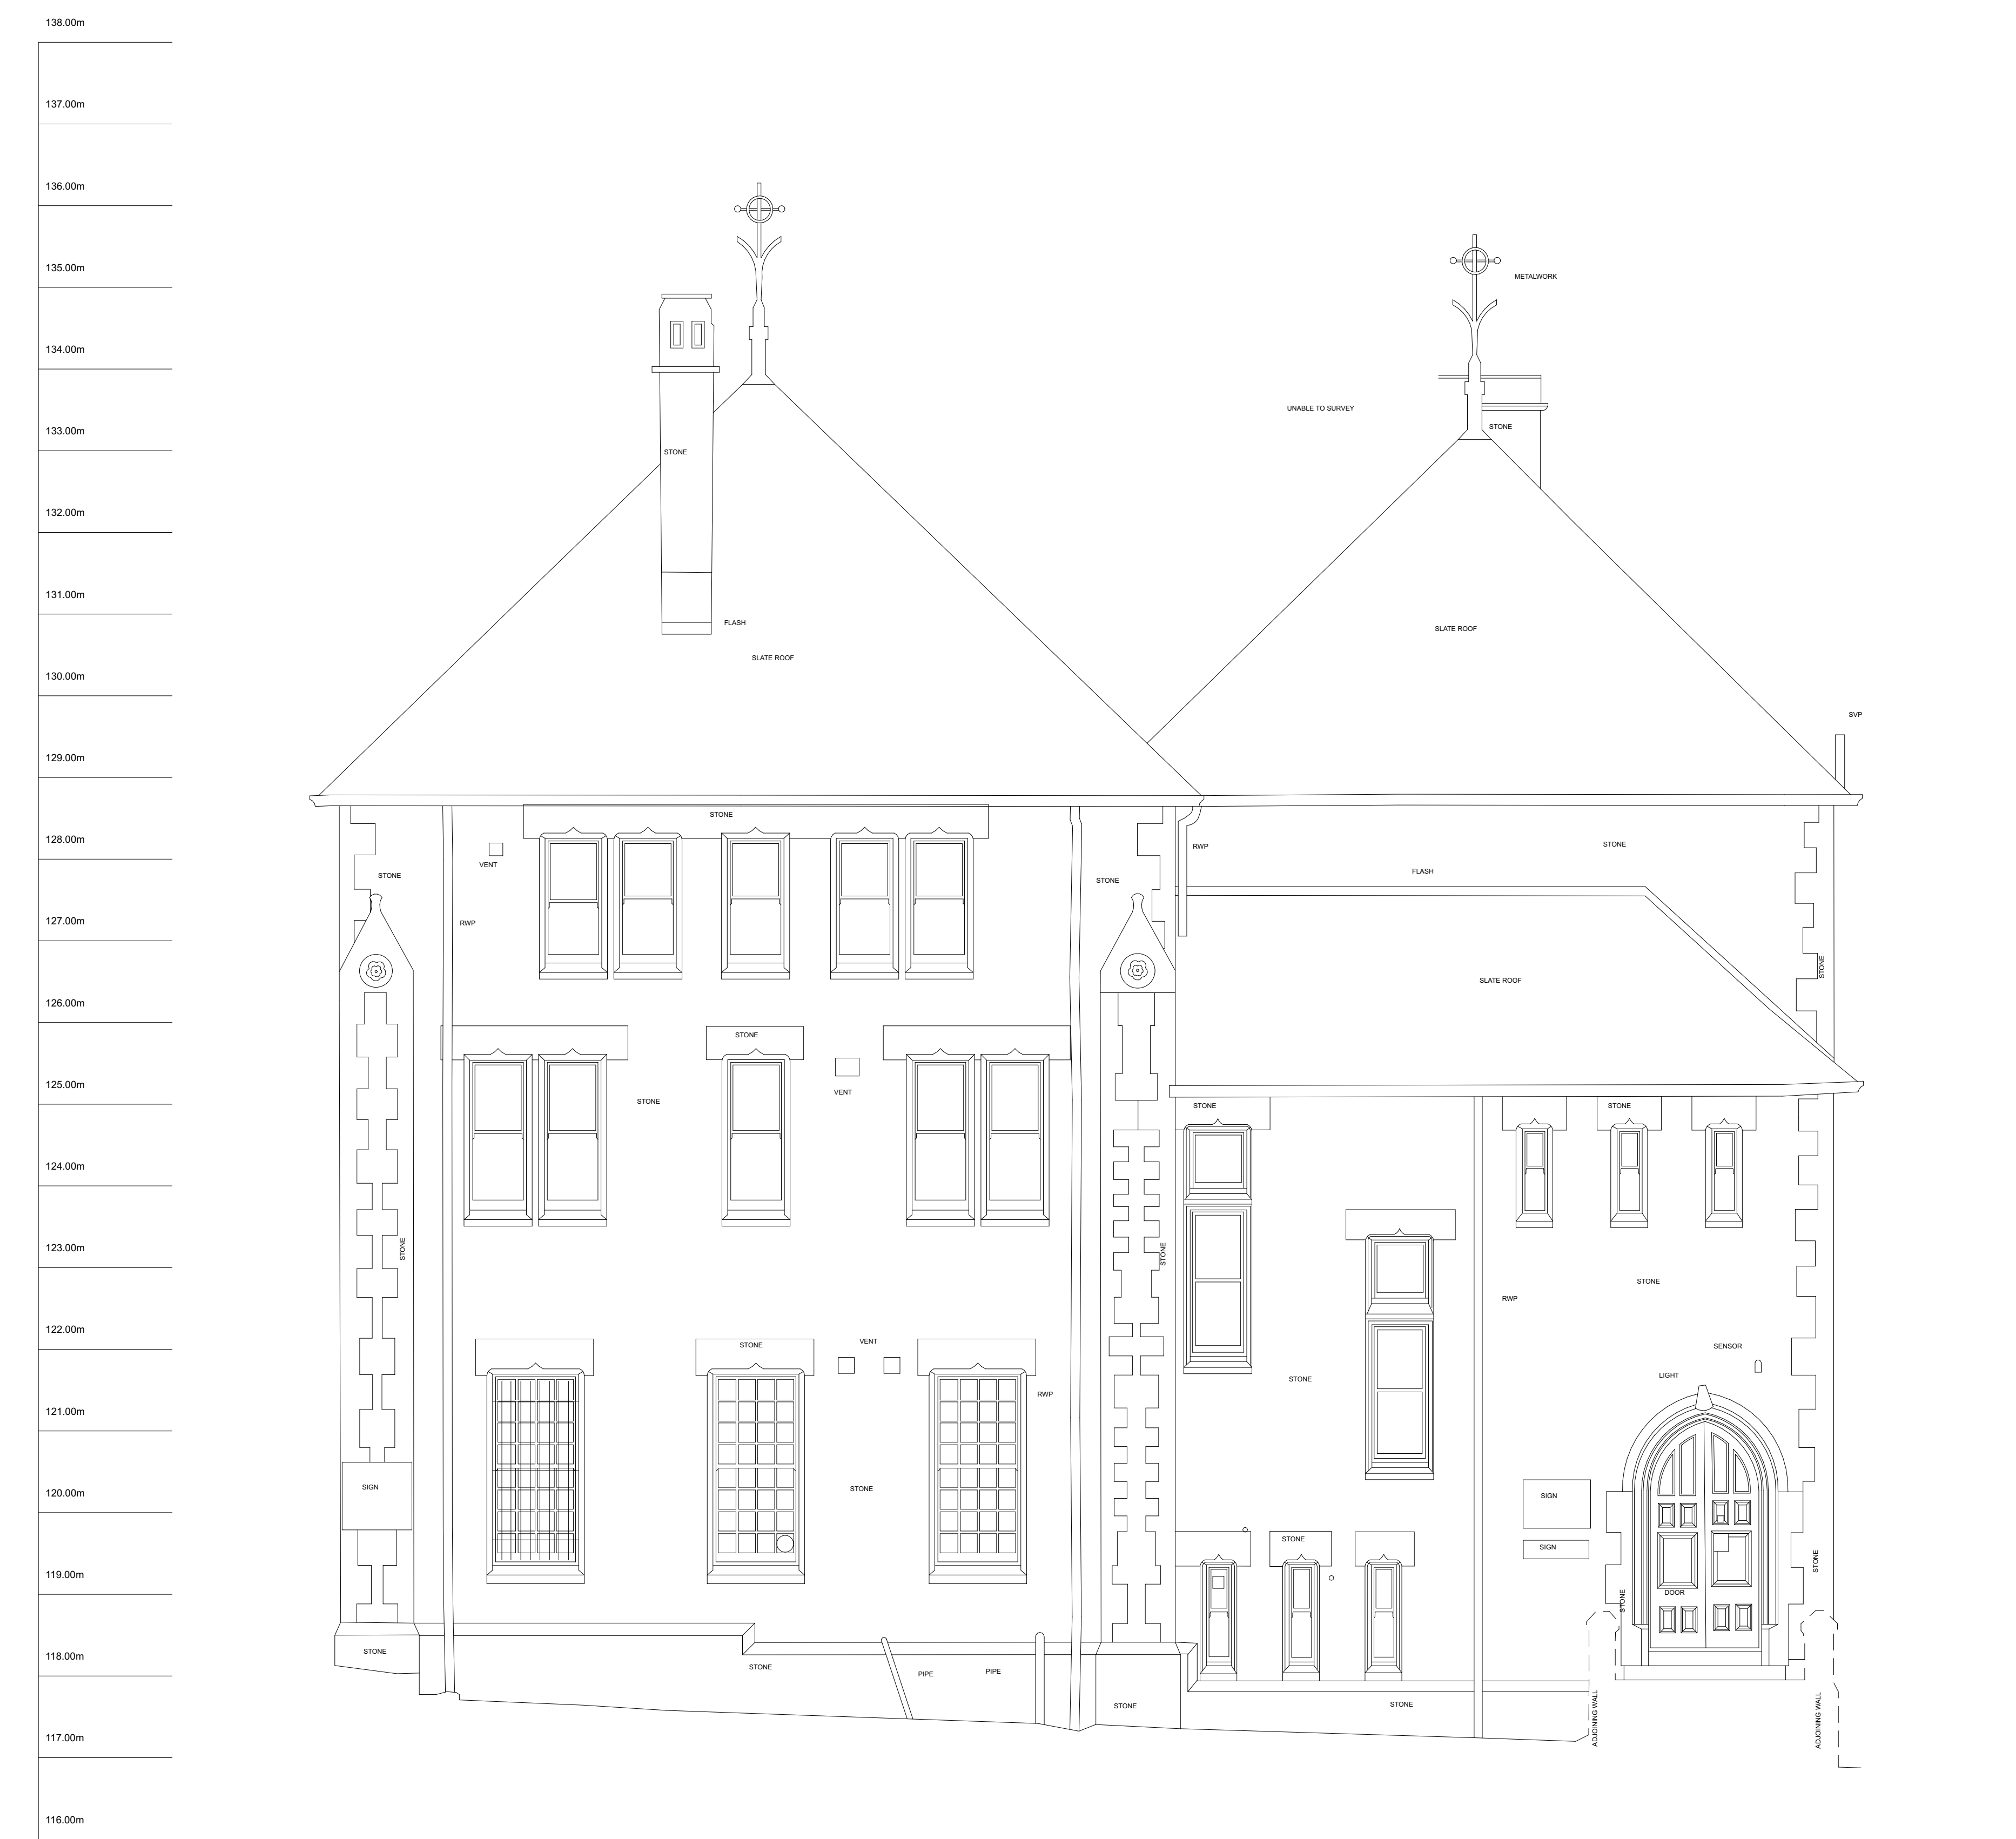 138.00m
137.00m
136.00m
135.00m
METALWORK
134.00m
UNABLE TO SURVEY
133.00m
STONE
STONE
132.00m
131.00m
FLASH
SLATE ROOF
SLATE ROOF
130.00m
SVP
129.00m
STONE
128.00m
RWP
STONE
VENT
FLASH
STONE
STONE
127.00m
RWP
STONE
SLATE ROOF
126.00m
STONE
125.00m
VENT
STONE
STONE
STONE
124.00m
123.00m
STONE
STONE
STONE
RWP
122.00m
VENT
STONE
SENSOR
LIGHT
STONE
RWP
121.00m
SIGN
STONE
120.00m
SIGN
STONE
SIGN
STONE
119.00m
DOOR
STONE
118.00m
STONE
STONE
PIPE
PIPE
STONE
STONE
ADJOINING WALL
ADJOINING WALL
117.00m
116.00m